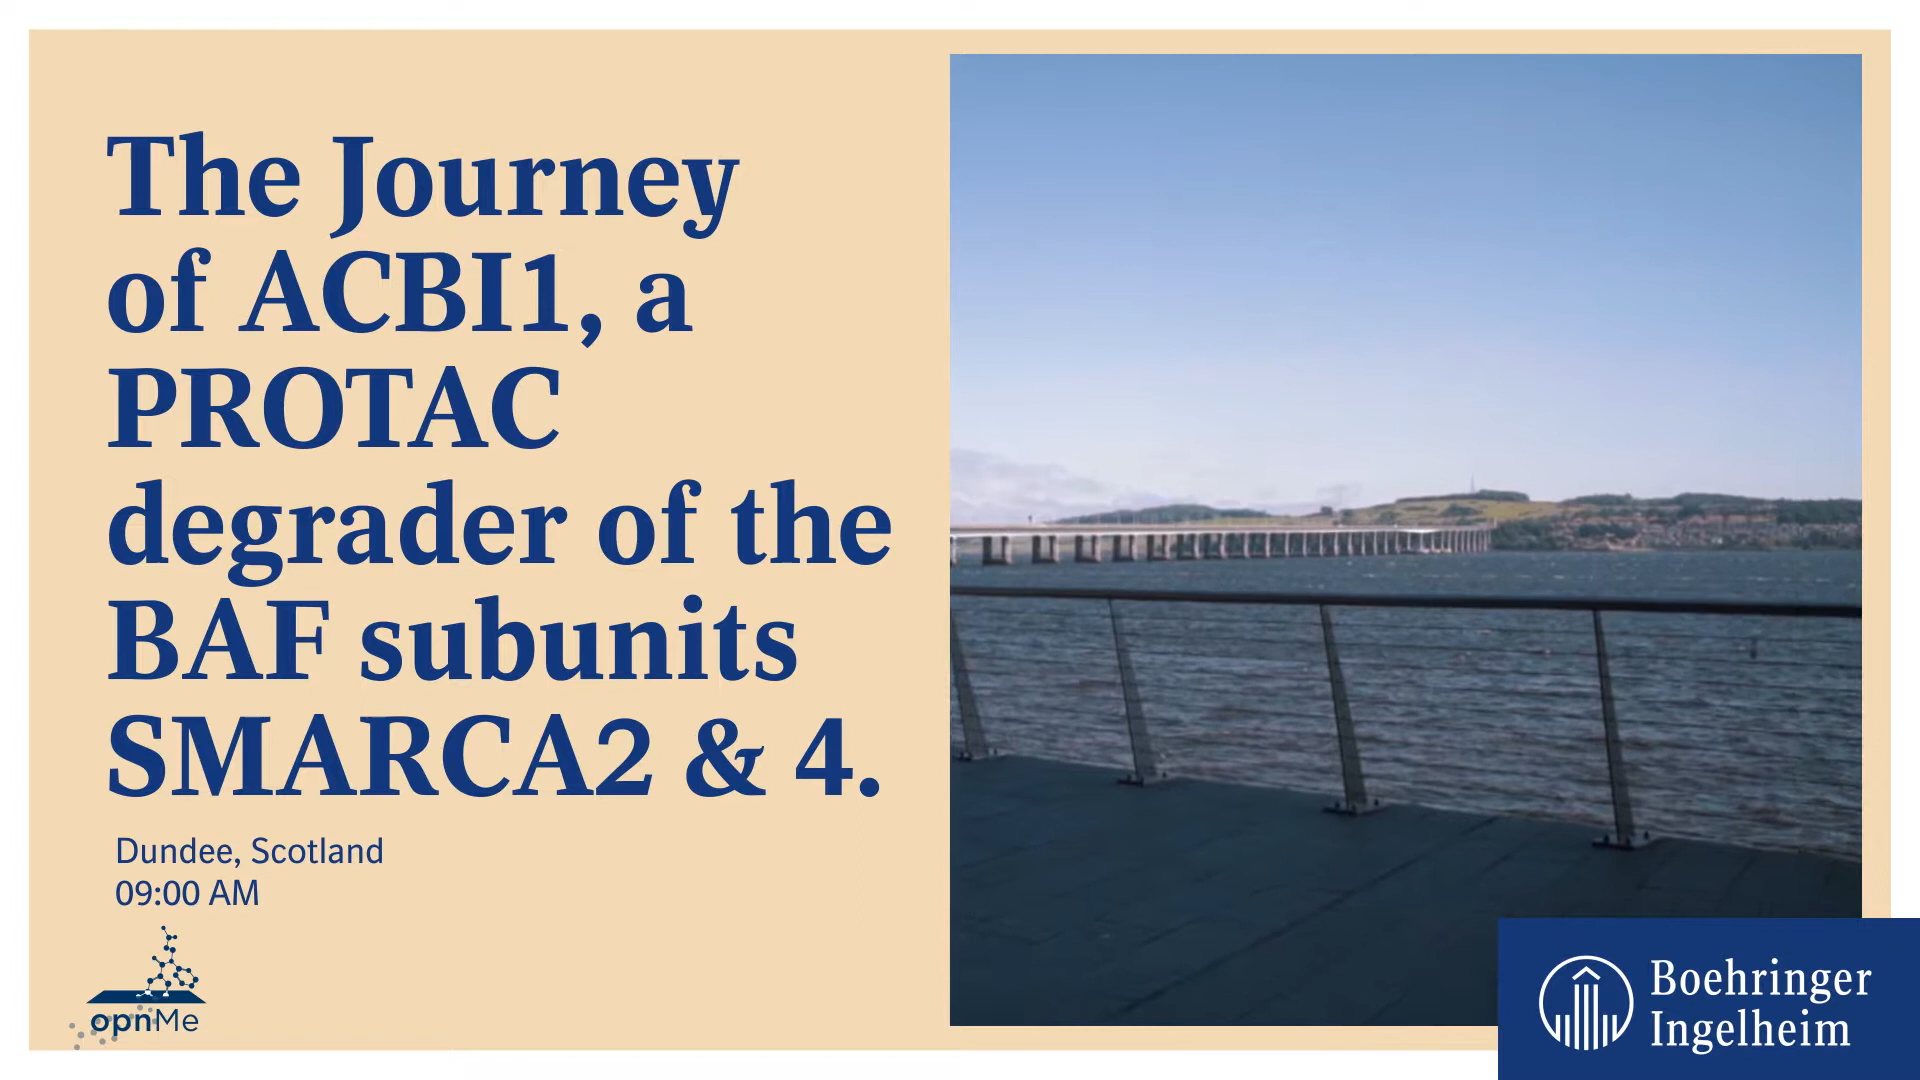 The Journey
of ACBI1, a
PROTAC
degrader of the
BAF subunits
SMARCA2 & 4.
Dundee, Scotland
09:00 AM
opnMe
Boehringer
Ingelheim